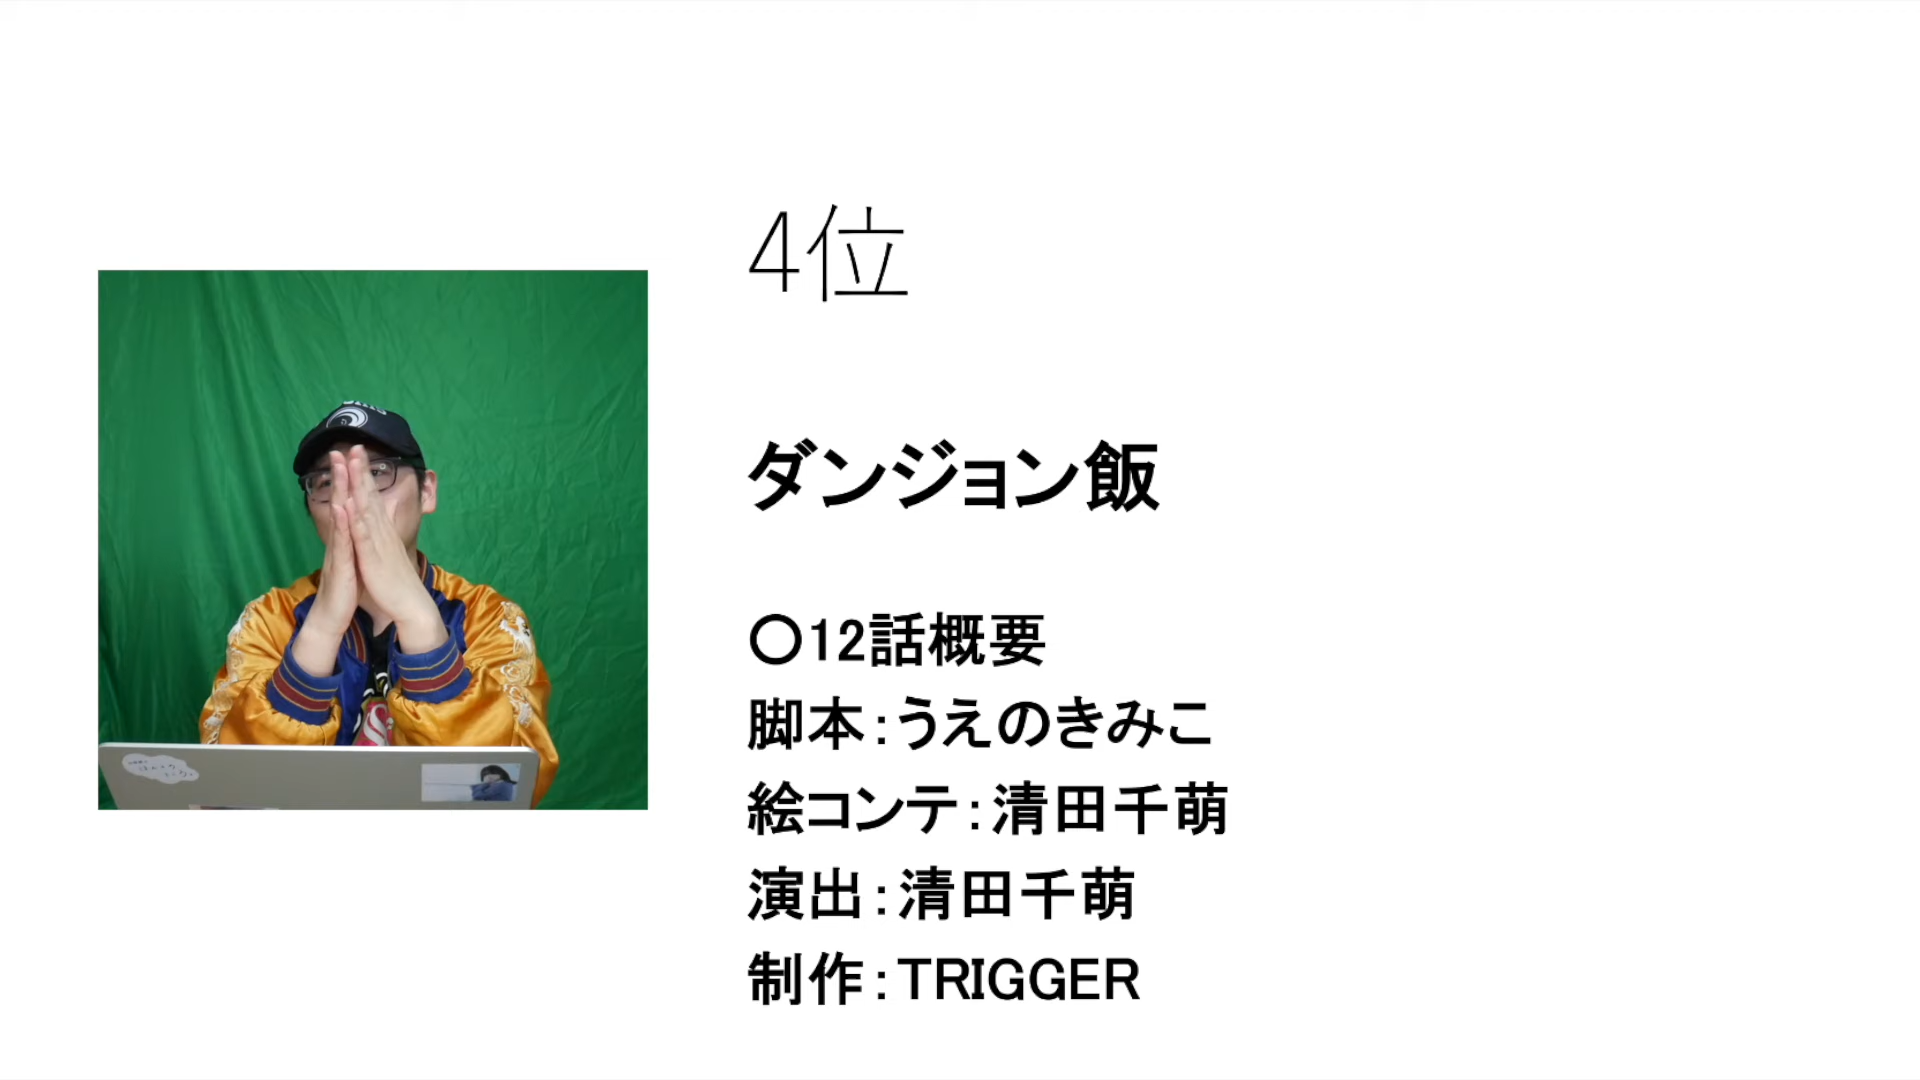 4位
ダンジョン飯
〇12話概要
脚本：うえのきみこ
絵コンテ：清田千萌
演出：清田千萌
制作：TRIGGER